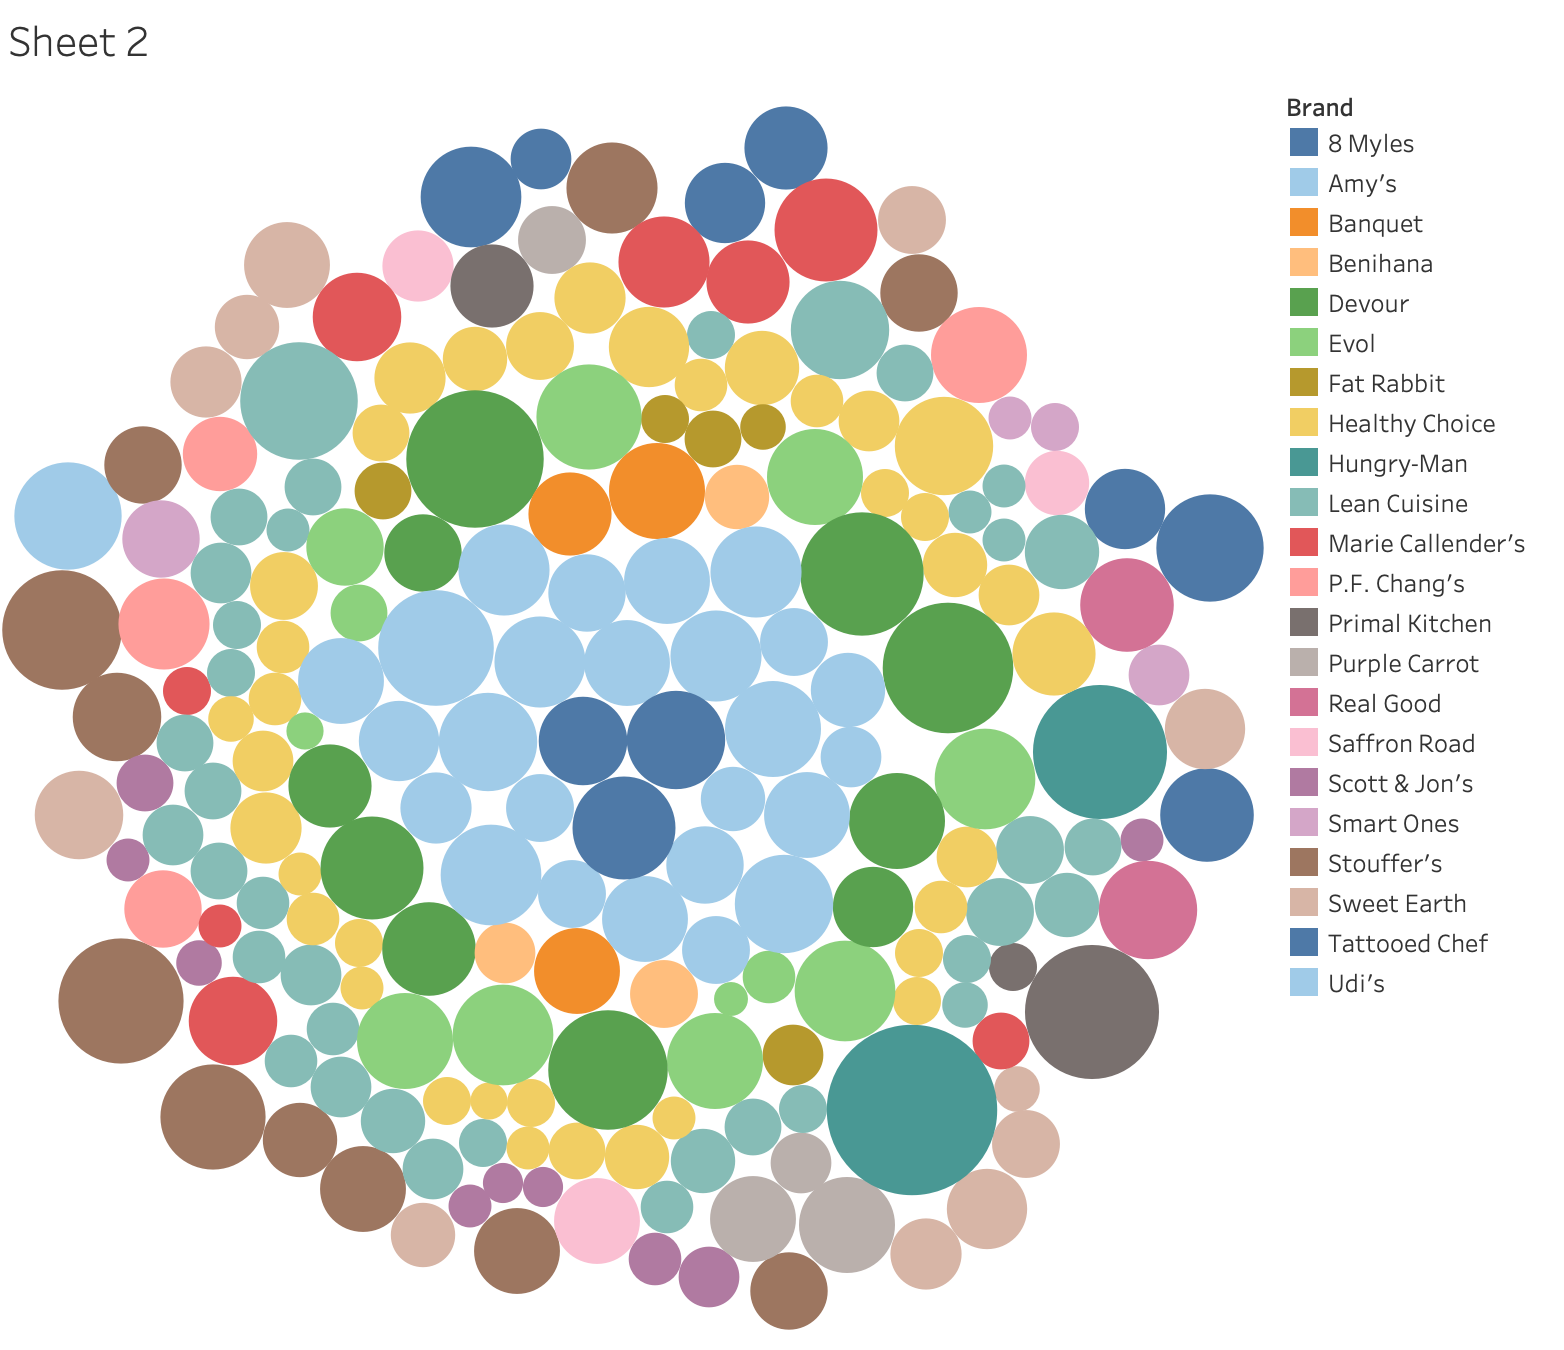 Sheet 2
Brand
8 Myles
Amy's
Banquet
Benihana
Devour
Evol
Fat Rabbit
Healthy Choice
Hungry-Man
Lean Cuisine
Marie Callender's
P.F. Chang's
Primal Kitchen
Purple Carrot
Real Good
Saffron Road
Scott & Jon's
Smart Ones
Stouffer's
Sweet Earth
Tattooed Chef
Udi's